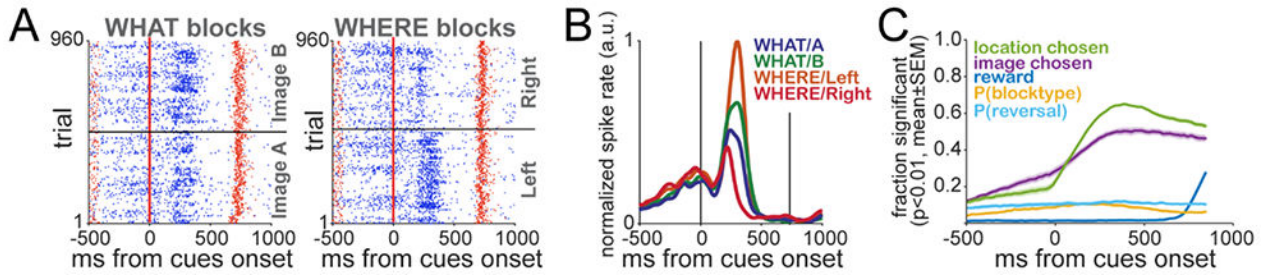 A
WHAT blocks
WHERE blocks
960
960
trial
trial
Image B
Image A
Right
Left
1
1
-500 0 500 1000
-500 0 500 1000
ms from cues onset
ms from cues onset
B
normalized spike rate (a.u.)
1
0
WHAT/A
WHAT/B
WHERE/Left
WHERE/Right
-500 0 500 1000
ms from cues onset
C
fraction significant
(p<0.01, mean±SEM)
1.0
0.8
0.6
0.4
0.2
location chosen
image chosen
reward
P(blocktype)
P(reversal)
-500 0 500 1000
ms from cues onset